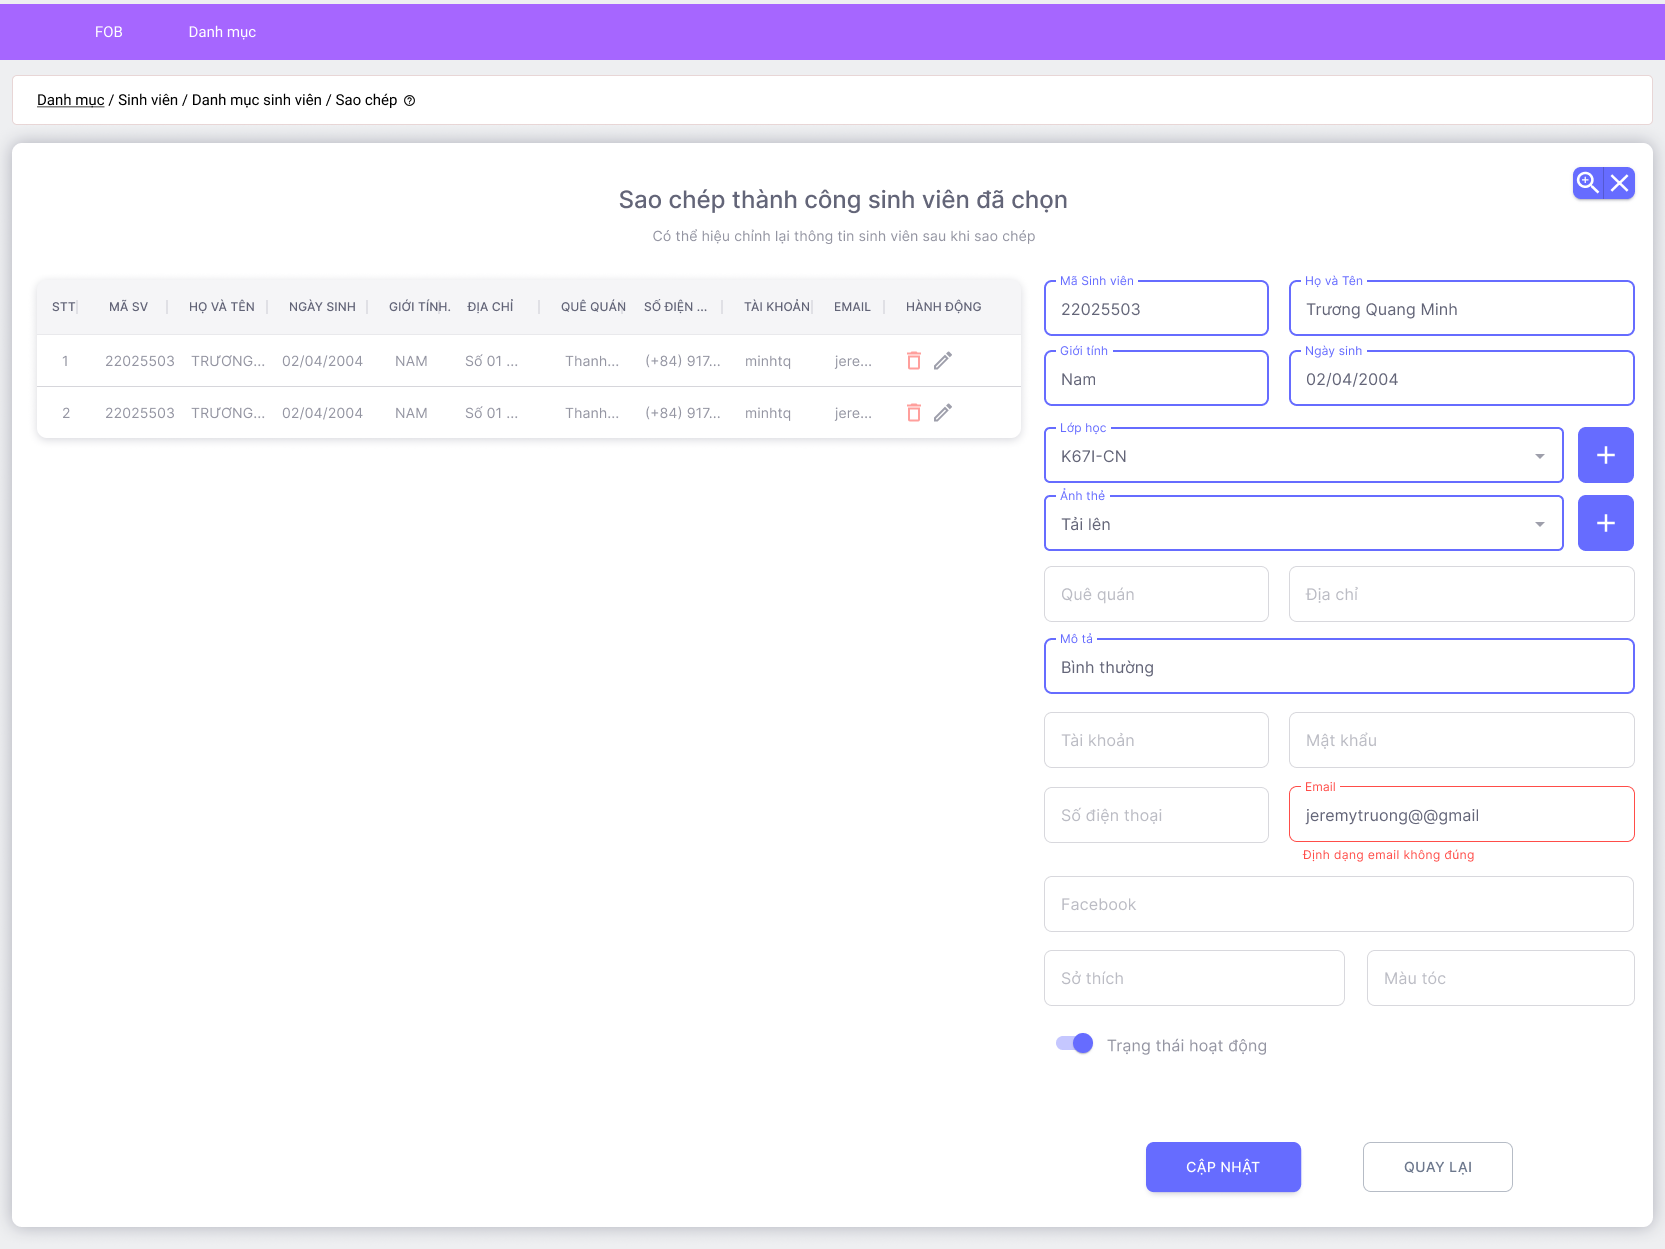 FOB Danh mục
Danh mục / Sinh viên / Danh mục sinh viên / Sao chép
Sao chép thành công sinh viên đã chọn
Có thể hiệu chỉnh lại thông tin sinh viên sau khi sao chép
STT MÃ SV HỌ VÀ TÊN NGÀY SINH GIỚI TÍNH. ĐỊA CHỈ QUÊ QUÁN SỐ ĐIỆN ... TÀI KHOẢN EMAIL HÀNH ĐỘNG
1 22025503 TRƯƠNG... 02/04/2004 NAM Số 01 ... Thanh... (+84) 917... minhtq jere...
2 22025503 TRƯƠNG... 02/04/2004 NAM Số 01 ... Thanh... (+84) 917... minhtq jere...
Mã Sinh viên
22025503
Họ và Tên
Trương Quang Minh
Giới tính
Nam
Ngày sinh
02/04/2004
Lớp học
K67I-CN
Ảnh thẻ
Tải lên
Quê quán
Địa chỉ
Mô tả
Bình thường
Tài khoản
Mật khẩu
Số điện thoại
Email
jeremytruong@@gmail
Định dạng email không đúng
Facebook
Sở thích
Màu tóc
Trạng thái hoạt động
CẬP NHẬT
QUAY LẠI